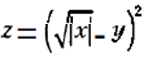 z = (√|x| - y)²